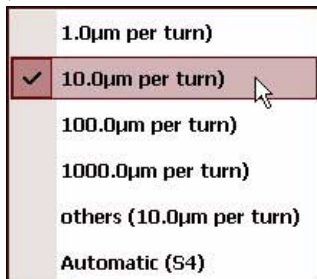 1.0μm per turn)
10.0μm per turn)
100.0μm per turn)
1000.0μm per turn)
others (10.0μm per turn)
Automatic (S4)